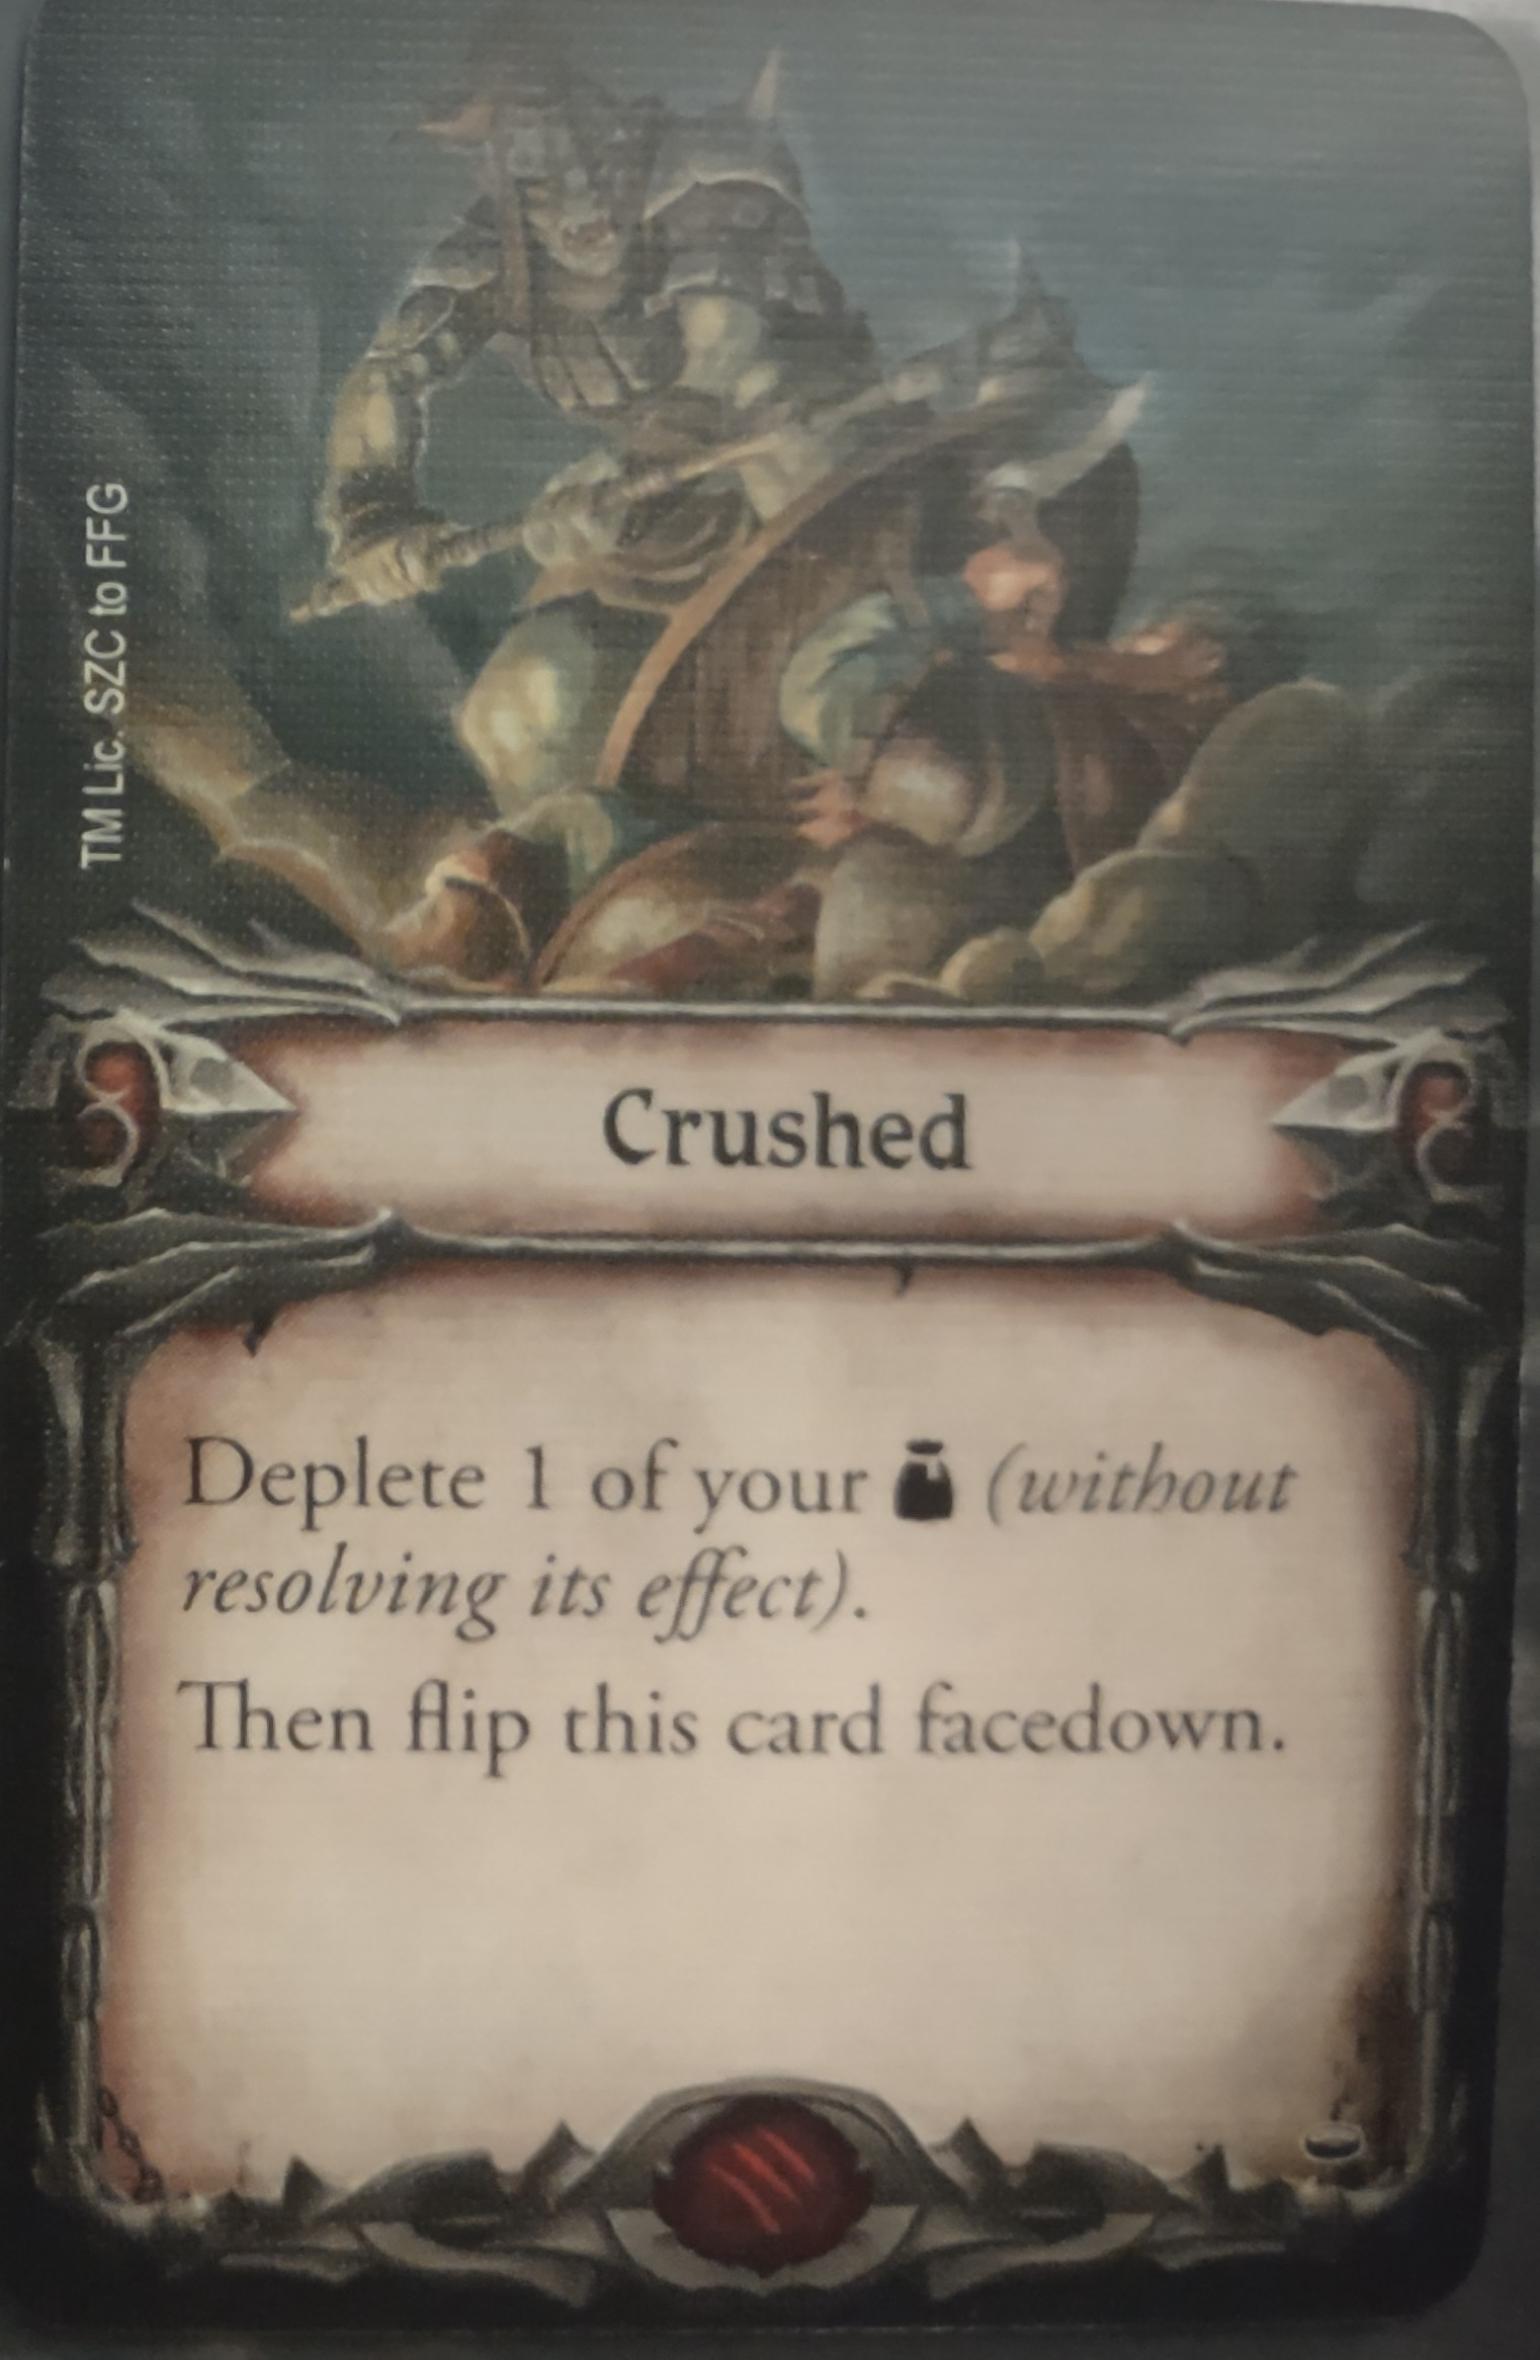 TM Lic. SZC to FFG
Crushed
Deplete 1 of your (without
resolving its effect).
Then flip this card facedown.